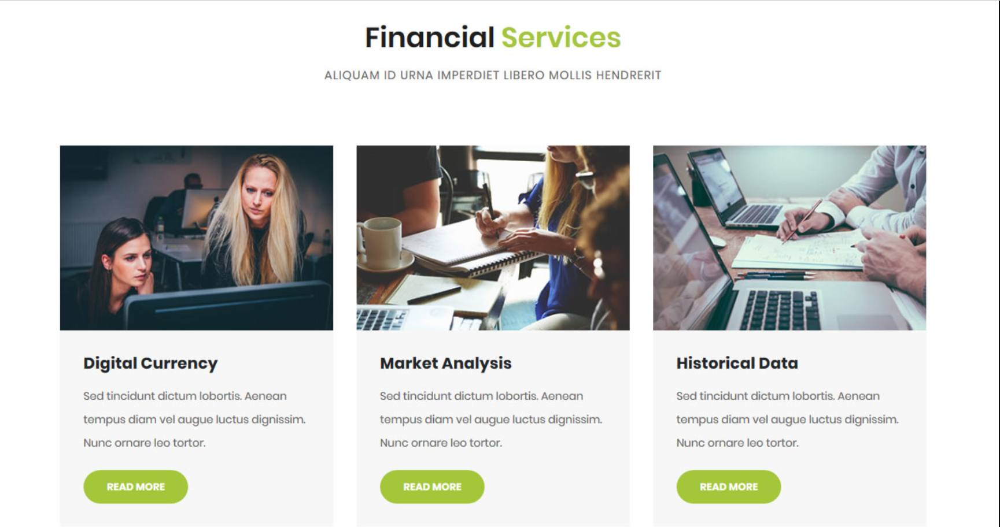 Financial Services
ALIQUAM ID URNA IMPERDIET LIBERO MOLLIS HENDRERIT
Digital Currency
Sed tincidunt dictum lobortis. Aenean
tempus diam vel augue luctus dignissim.
Nunc ornare leo tortor.
READ MORE
Market Analysis
Sed tincidunt dictum lobortis. Aenean
tempus diam vel augue luctus dignissim.
Nunc ornare leo tortor.
READ MORE
Historical Data
Sed tincidunt dictum lobortis. Aenean
tempus diam vel augue luctus dignissim.
Nunc ornare leo tortor.
READ MORE